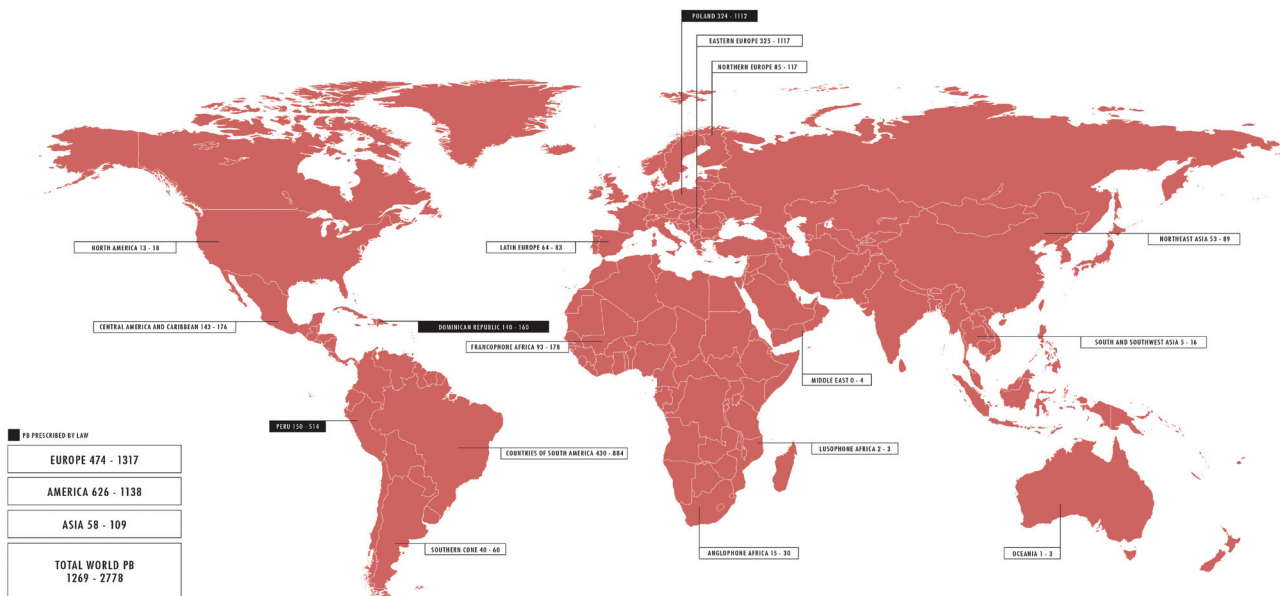 POLAND 324 - 1112
EASTERN EUROPE 325 - 1117
NORTHERN EUROPE 85 - 117
NORTH AMERICA 13 - 18
LATIN EUROPE 64 - 83
NORTHEAST ASIA 53 - 89
CENTRAL AMERICA AND CARIBBEAN 143 - 176
DOMINICAN REPUBLIC 140 - 160
FRANCOPHONE AFRICA 93 - 178
SOUTH AND SOUTHWEST ASIA 5 - 16
MIDDLE EAST 0 - 4
PERU 150 - 514
COUNTRIES OF SOUTH AMERICA 430 - 884
LUSOPHONE AFRICA 2 - 3
SOUTHERN CONE 40 - 60
ANGLOPHONE AFRICA 15 - 30
OCEANIA 1 - 3
PB PRESCRIBED BY LAW
EUROPE 474 - 1317
AMERICA 626 - 1138
ASIA 58 - 109
TOTAL WORLD PB
1269 - 2778